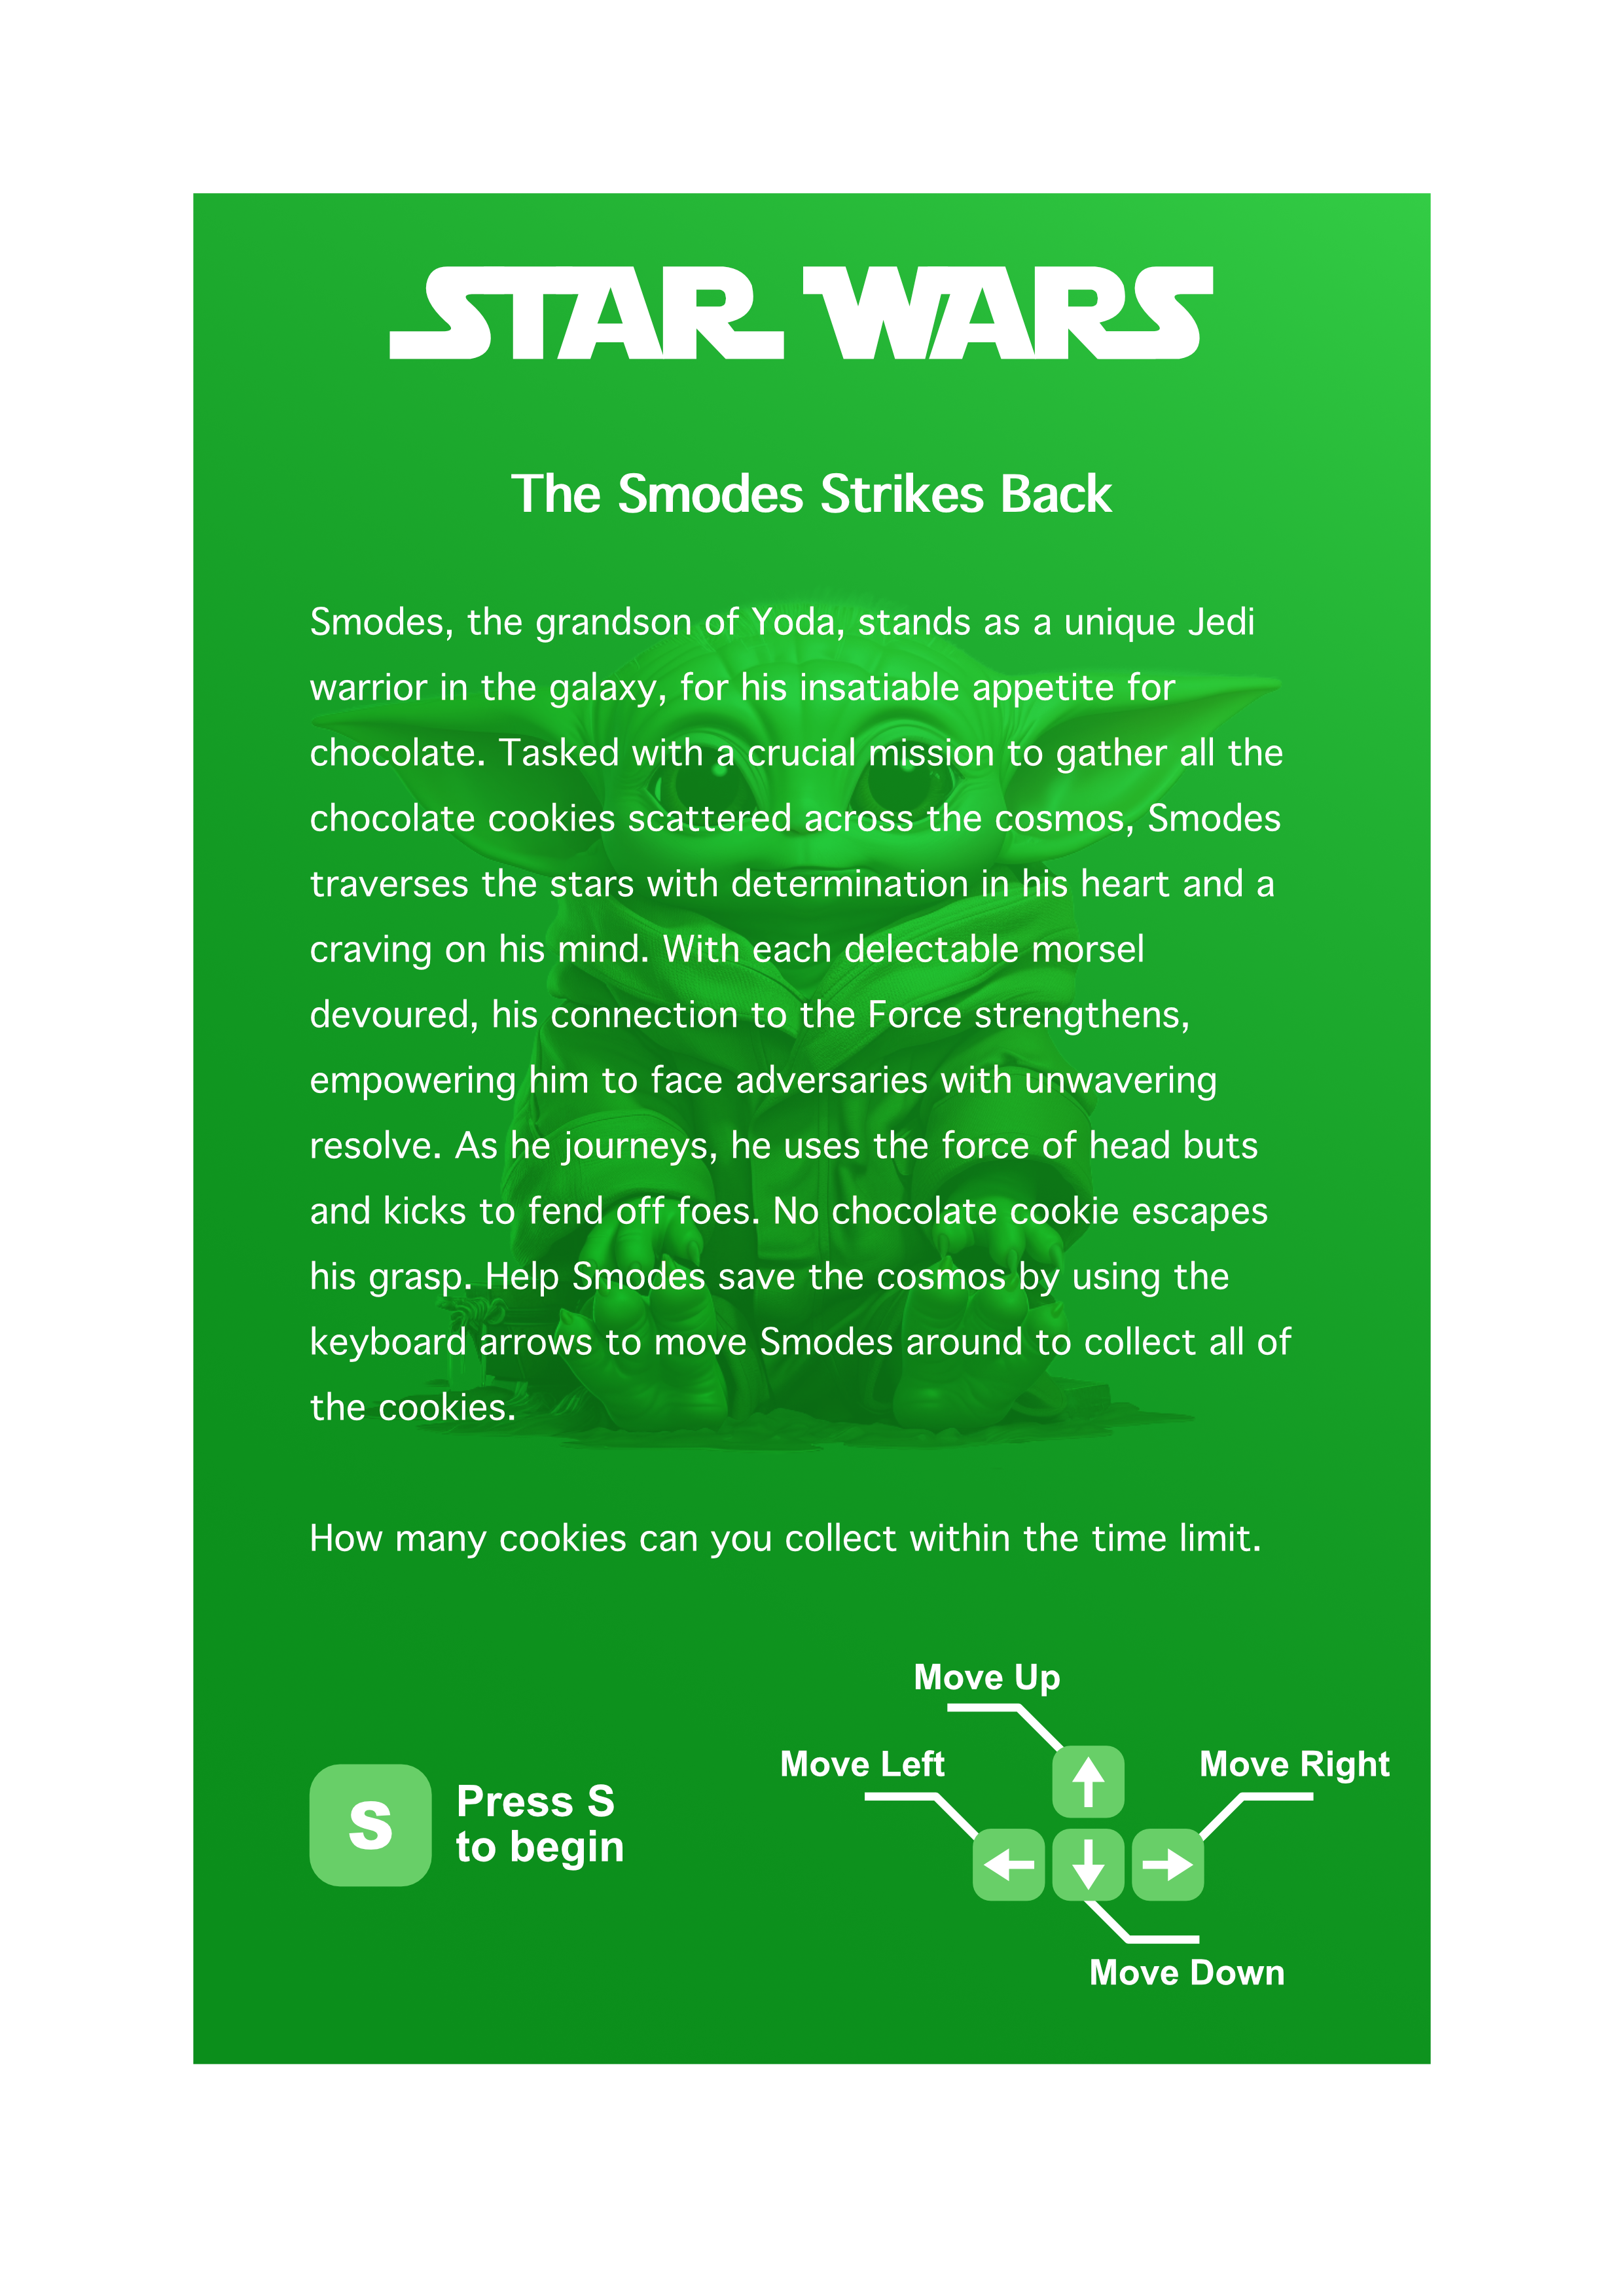 STAR WARS
The Smodes Strikes Back
Smodes, the grandson of Yoda, stands as a unique Jedi
warrior in the galaxy, for his insatiable appetite for
chocolate. Tasked with a crucial mission to gather all the
chocolate cookies scattered across the cosmos, Smodes
traverses the stars with determination in his heart and a
craving on his mind. With each delectable morsel
devoured, his connection to the Force strengthens,
empowering him to face adversaries with unwavering
resolve. As he journeys, he uses the force of head buts
and kicks to fend off foes. No chocolate cookie escapes
his grasp. Help Smodes save the cosmos by using the
keyboard arrows to move Smodes around to collect all of
the cookies.
How many cookies can you collect within the time limit.
Move Up
Move Left
Move Right
S
Press S
to begin
Move Down